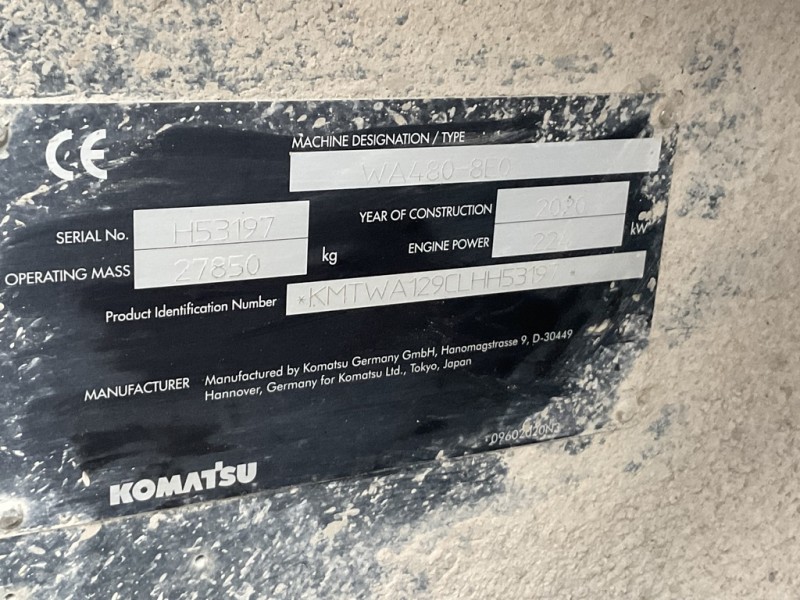 CE
MACHINE DESIGNATION / TYPE
WA480-8E0
SERIAL No. H53197
YEAR OF CONSTRUCTION 2020
OPERATING MASS 27850 kg
ENGINE POWER kW
Product Identification Number *KMTWA129CLHH53197*
MANUFACTURER Manufactured by Komatsu Germany GmbH, Hanomagstrasse 9, D-30449
Hannover, Germany for Komatsu Ltd., Tokyo, Japan
KOMATSU